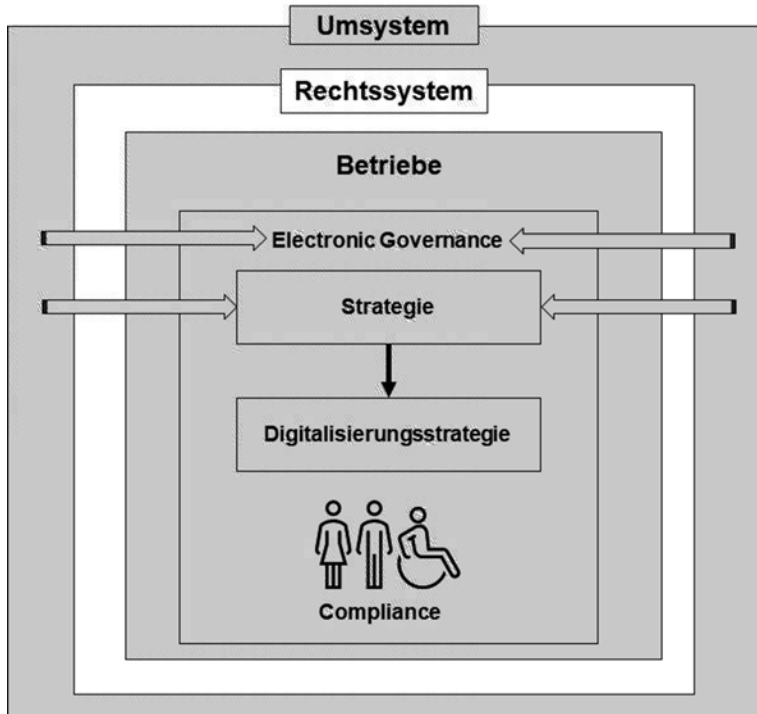 Umsystem
Rechtssystem
Betriebe
Electronic Governance
Strategie
Digitalisierungsstrategie
Compliance